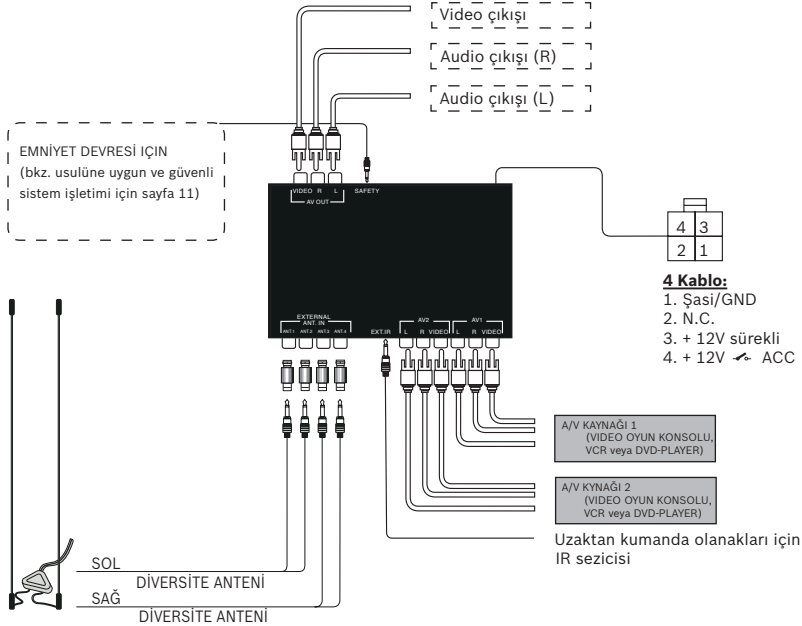 Video çıkışı
Audio çıkışı (R)
Audio çıkışı (L)
EMNİYET DEVRESİ IÇIN
(bkz. usulüne uygun ve güvenli
sistem işletimi için sayfa 11)
VIDEO R L SAFETY
AV OUT
4 3
2 1
4 Kablo:
1. Şasi/GND
2. N.C.
3. + 12V sürekli
4. + 12V ACC
EXTERNAL
ANT. IN
ANT.1 ANT.2 ANT.3 ANT.4
EXT.IR
AV2 AV1
L R VIDEO L R VIDEO
A/V KAYNAĞI 1
(VIDEO OYUN KONSOLU,
VCR veya DVD-PLAYER)
A/V KYNAĞI 2
(VIDEO OYUN KONSOLU,
VCR veya DVD-PLAYER)
Uzaktan kumanda olanakları için
IR sezicisi
SOL
DİVERSİTE ANTENİ
SAĞ
DİVERSİTE ANTENİ